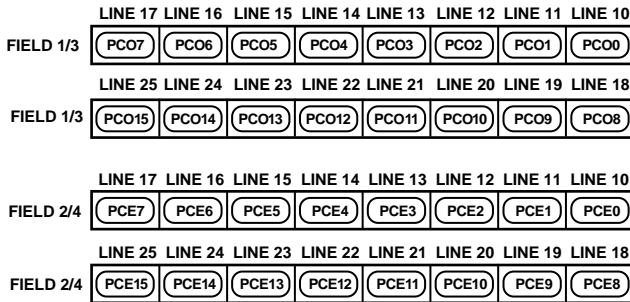 LINE 17 LINE 16 LINE 15 LINE 14 LINE 13 LINE 12 LINE 11 LINE 10
FIELD 1/3 PCO7 PCO6 PCO5 PCO4 PCO3 PCO2 PCO1 PCO0
LINE 25 LINE 24 LINE 23 LINE 22 LINE 21 LINE 20 LINE 19 LINE 18
FIELD 1/3 PCO15 PCO14 PCO13 PCO12 PCO11 PCO10 PCO9 PCO8
LINE 17 LINE 16 LINE 15 LINE 14 LINE 13 LINE 12 LINE 11 LINE 10
FIELD 2/4 PCE7 PCE6 PCE5 PCE4 PCE3 PCE2 PCE1 PCE0
LINE 25 LINE 24 LINE 23 LINE 22 LINE 21 LINE 20 LINE 19 LINE 18
FIELD 2/4 PCE15 PCE14 PCE13 PCE12 PCE11 PCE10 PCE9 PCE8